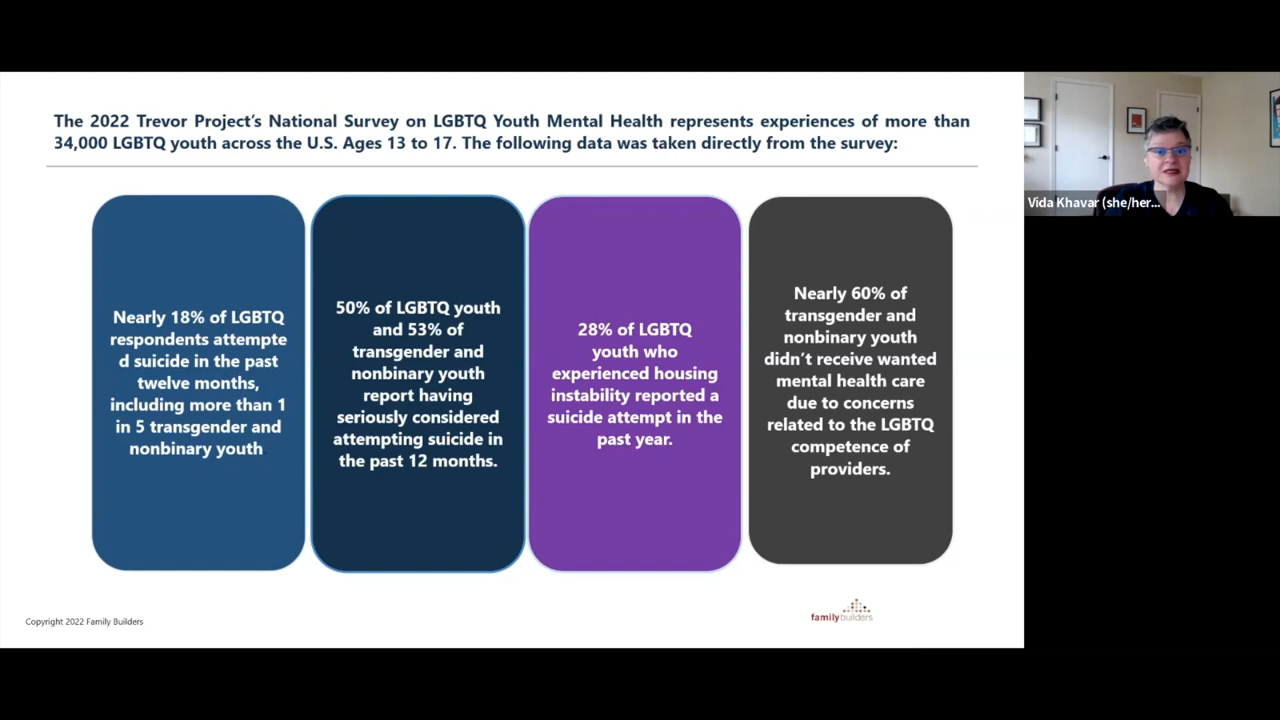 The 2022 Trevor Project’s National Survey on LGBTQ Youth Mental Health represents experiences of more than
34,000 LGBTQ youth across the U.S. Ages 13 to 17. The following data was taken directly from the survey:
Nearly 18% of LGBTQ
respondents attempte
d suicide in the past
twelve months,
including more than 1
in 5 transgender and
nonbinary youth
50% of LGBTQ youth
and 53% of
transgender and
nonbinary youth
report having
seriously considered
attempting suicide in
the past 12 months.
28% of LGBTQ
youth who
experienced housing
instability reported a
suicide attempt in the
past year.
Nearly 60% of
transgender and
nonbinary youth
didn’t receive wanted
mental health care
due to concerns
related to the LGBTQ
competence of
providers.
Copyright 2022 Family Builders
familybuilders
Vida Khavar (she/her...